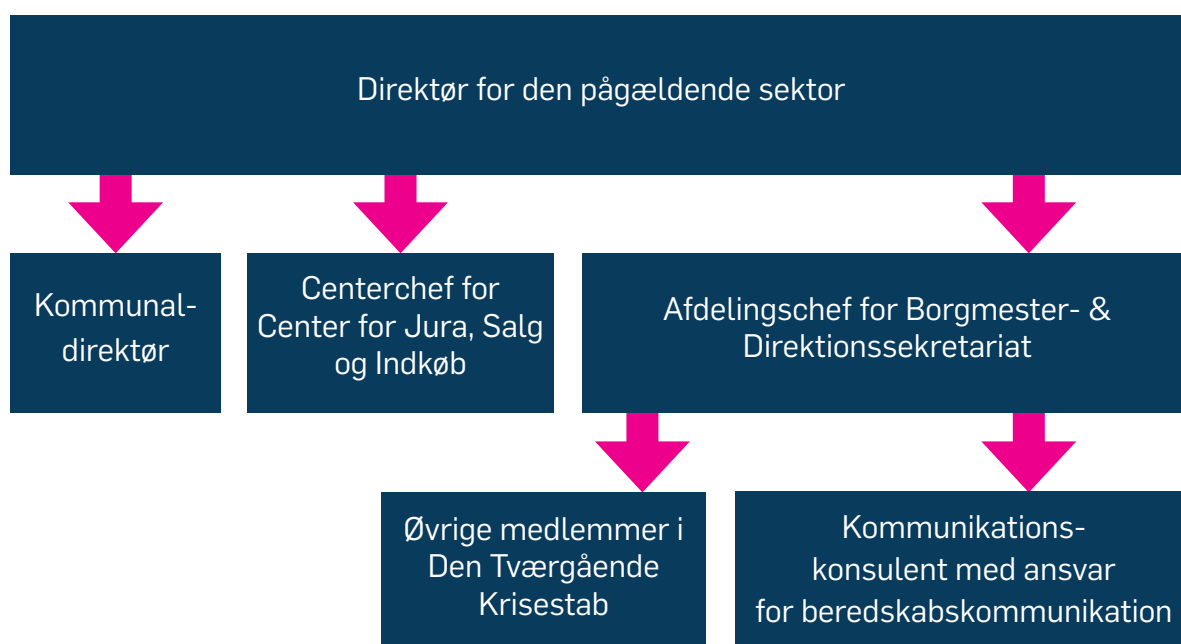 Direktør for den pågældende sektor
Kommunal-
direktør
Centerchef for
Center for Jura, Salg
og Indkøb
Afdelingschef for Borgmester- &
Direktionssekretariat
Øvrige medlemmer i
Den Tværgående
Krisestab
Kommunikations-
konsulent med ansvar
for beredskabskommunikation